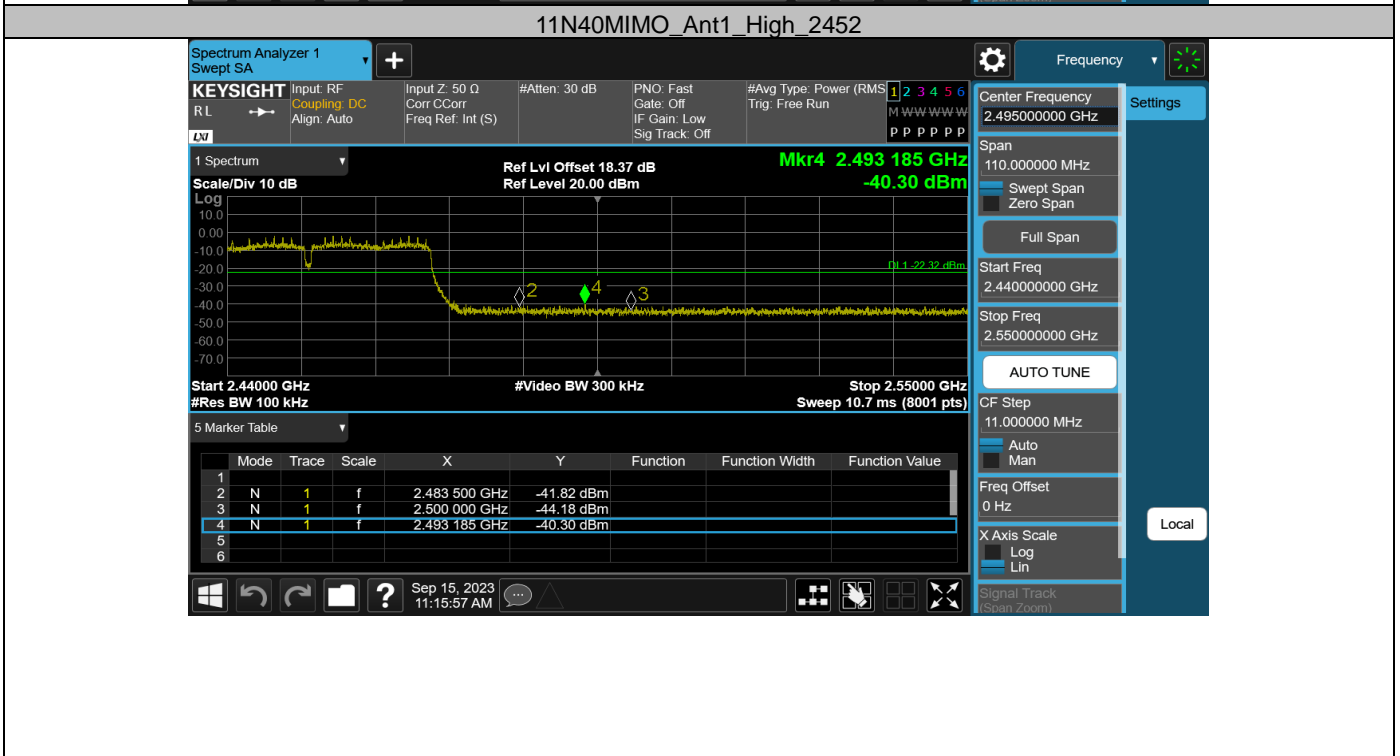 11N40MIMO_Ant1_High_2452
Spectrum Analyzer 1
Swept SA
Frequency
KEYSIGHT
RL
LXI
Input: RF
Coupling: DC
Align: Auto
Input Z: 50 Ω
Corr CCorr
Freq Ref: Int (S)
#Atten: 30 dB
PNO: Fast
Gate: Off
IF Gain: Low
Sig Track: Off
#Avg Type: Power (RMS
Trig: Free Run
1 2 3 4 5 6
M W W W W W
P P P P P P
Center Frequency
2.495000000 GHz
Settings
Span
110.000000 MHz
Swept Span
Zero Span
Full Span
Start Freq
2.440000000 GHz
Stop Freq
2.550000000 GHz
AUTO TUNE
CF Step
11.000000 MHz
Auto
Man
Freq Offset
0 Hz
X Axis Scale
Log
Lin
Signal Track
(Span Zoom)
Local
1 Spectrum
Scale/Div 10 dB
Ref Lvl Offset 18.37 dB
Ref Level 20.00 dBm
Mkr4 2.493 185 GHz
-40.30 dBm
Log
10.0
0.00
-10.0
-20.0
-30.0
-40.0
-50.0
-60.0
-70.0
DL1 -22.32 dBm
2
4
3
Start 2.44000 GHz
#Video BW 300 kHz
Stop 2.55000 GHz
#Res BW 100 kHz
Sweep 10.7 ms (8001 pts)
5 Marker Table
Mode Trace Scale X Y Function Function Width Function Value
1
2 N 1 f 2.483 500 GHz -41.82 dBm
3 N 1 f 2.500 000 GHz -44.18 dBm
4 N 1 f 2.493 185 GHz -40.30 dBm
5
6
?
Sep 15, 2023
11:15:57 AM